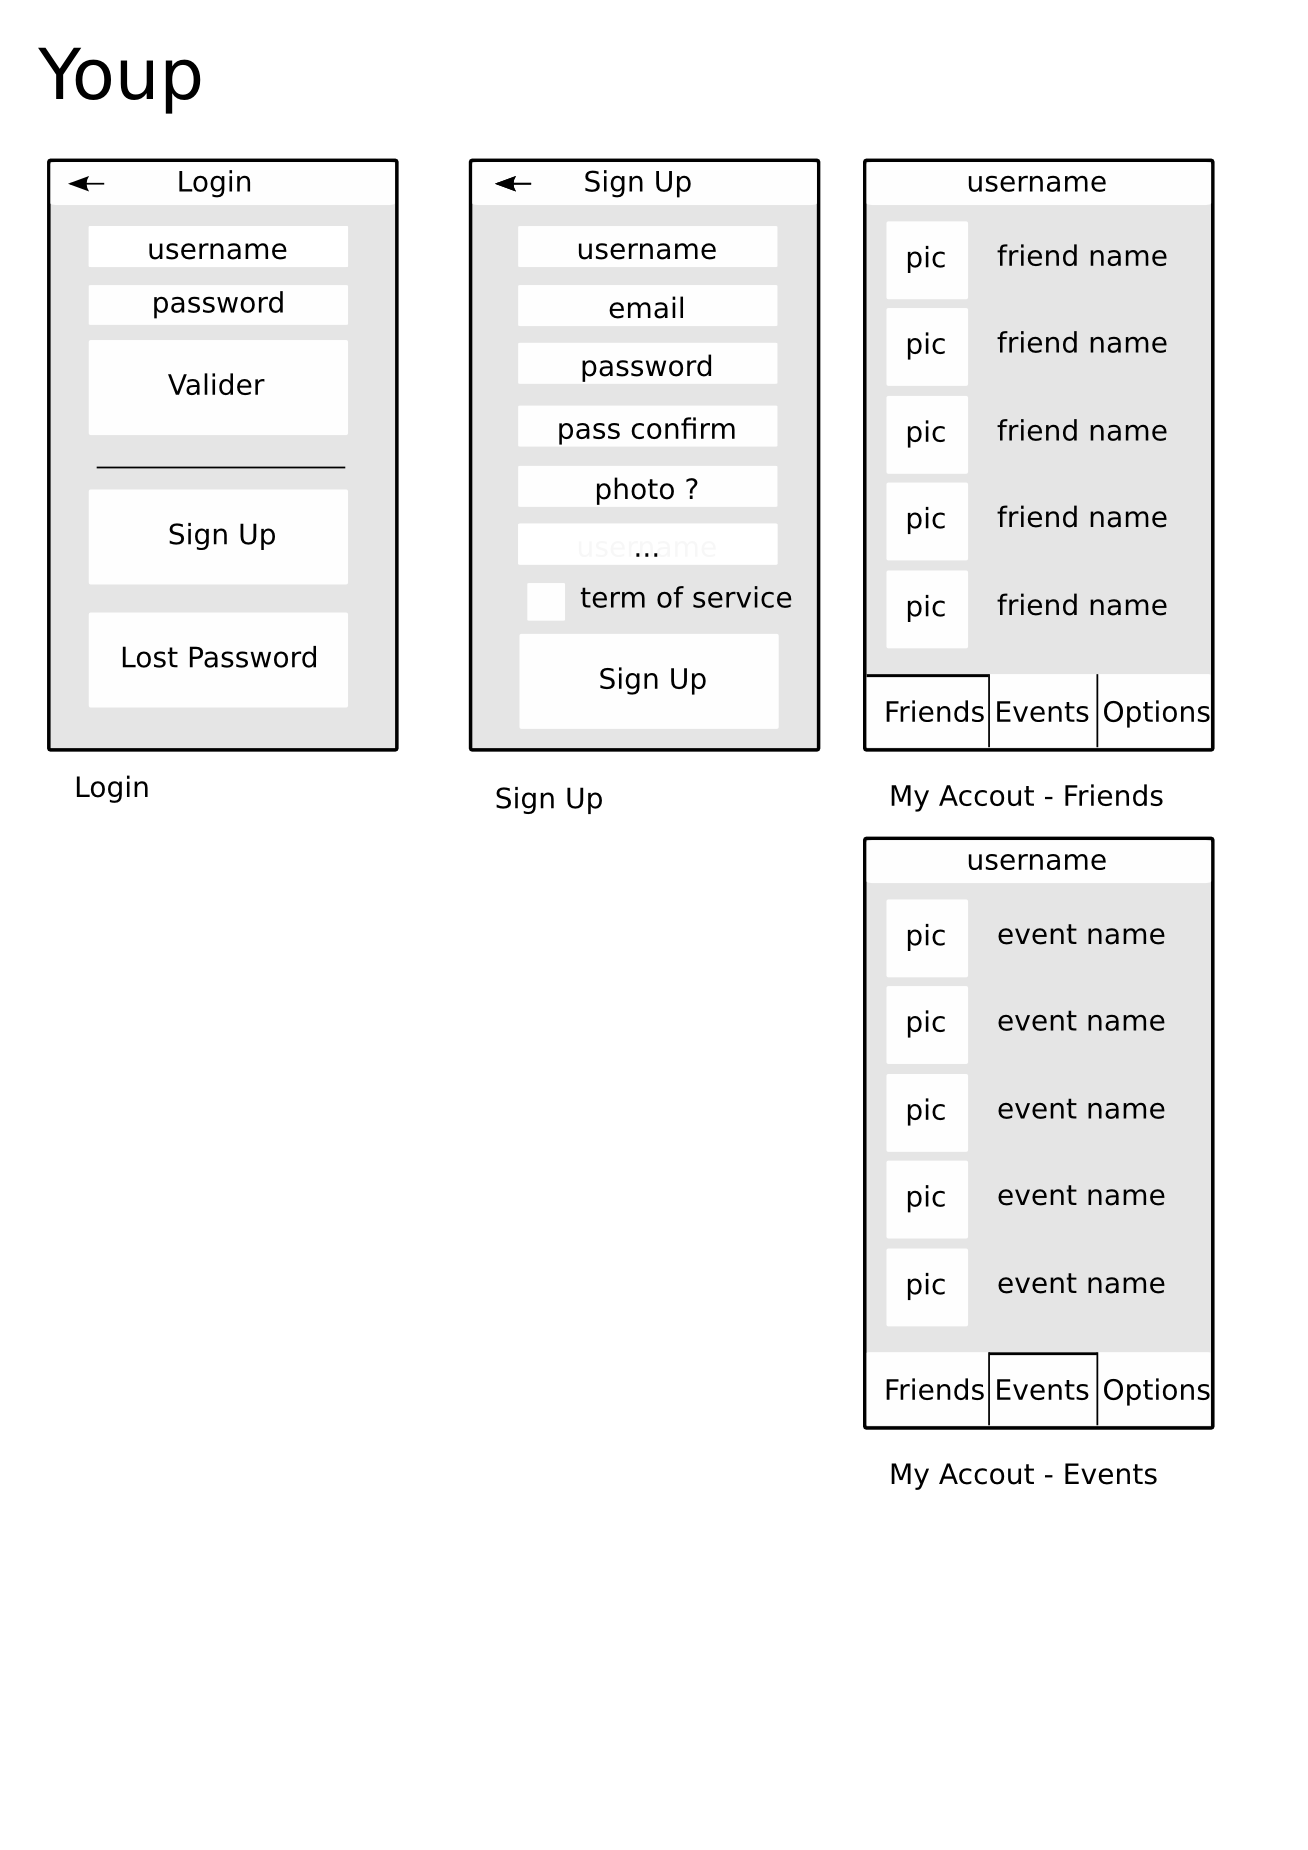 Youp
Login
username
password
Valider
Sign Up
Lost Password
Login
Sign Up
username
email
password
pass confirm
photo ?
username
...
term of service
Sign Up
Sign Up
username
pic friend name
pic friend name
pic friend name
pic friend name
pic friend name
Friends Events Options
My Accout - Friends
username
pic event name
pic event name
pic event name
pic event name
pic event name
Friends Events Options
My Accout - Events